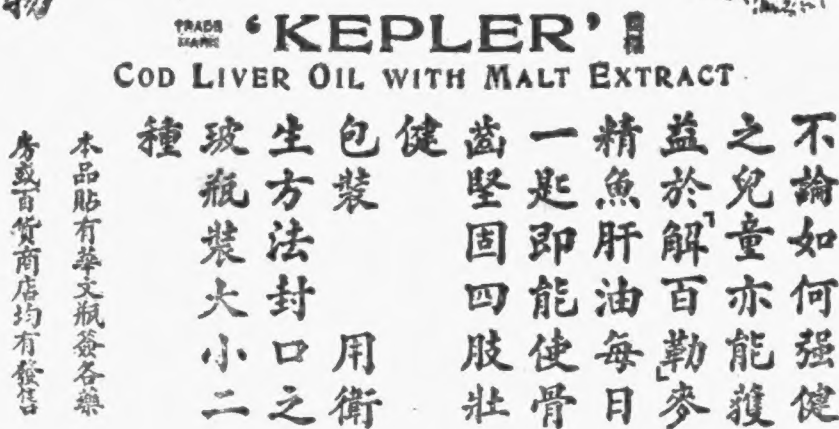 TRADE MARK
‘KEPLER’
COD LIVER OIL WITH MALT EXTRACT
不論如何强健
之兒童亦能獲
益於「解百勒」麥
精魚肝油每日
一匙即能使骨
齒堅固四肢壯
健
包裝 用衛
生方法封口之
玻瓶裝大小二
種
本品貼有華文瓶簽各藥
房或百貨商店均有發售